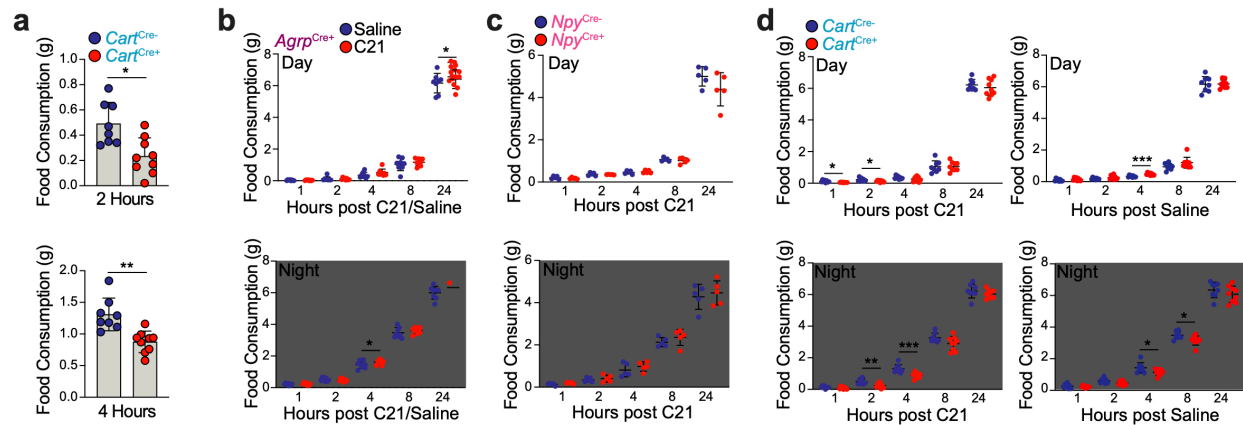 a
Cart^Cre-
Cart^Cre+
Food Consumption (g)
1.0
0.8
0.6
0.4
0.2
0.0
*
2 Hours
Food Consumption (g)
2.0
1.5
1.0
0.5
0.0
**
4 Hours
b
Agrp^Cre+
Saline
C21
Day
*
Food Consumption (g)
8
6
4
2
0
1 2 4 8 24
Hours post C21/Saline
Night
*
Food Consumption (g)
8
6
4
2
0
1 2 4 8 24
Hours post C21/Saline
c
Npy^Cre-
Npy^Cre+
Day
Food Consumption (g)
6
4
2
0
1 2 4 8 24
Hours post C21
Night
Food Consumption (g)
6
4
2
0
1 2 4 8 24
Hours post C21
d
Cart^Cre-
Cart^Cre+
Day
* *
Food Consumption (g)
8
6
4
2
0
1 2 4 8 24
Hours post C21
Day
***
Food Consumption (g)
8
6
4
2
0
1 2 4 8 24
Hours post Saline
Night
** ***
Food Consumption (g)
8
6
4
2
0
1 2 4 8 24
Hours post C21
Night
* *
Food Consumption (g)
8
6
4
2
0
1 2 4 8 24
Hours post Saline